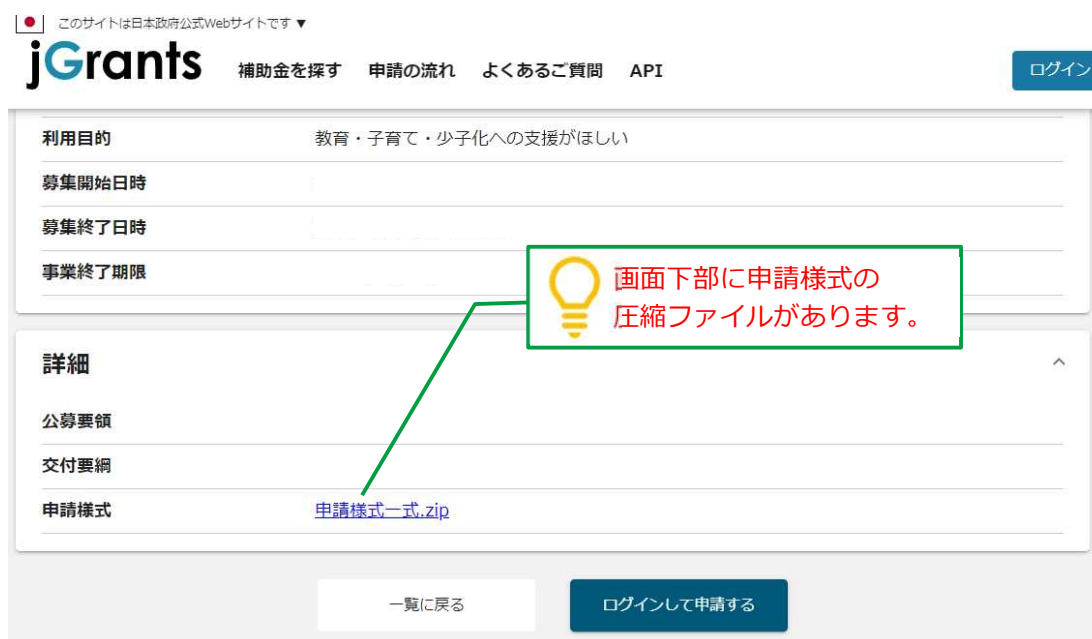 このサイトは日本政府公式Webサイトです ▼
jGrants 補助金を探す 申請の流れ よくあるご質問 API ログイン
利用目的 教育・子育て・少子化への支援がほしい
募集開始日時
募集終了日時
事業終了期限
画面下部に申請様式の
圧縮ファイルがあります。
詳細
公募要領
交付要綱
申請様式 申請様式一式.zip
一覧に戻る ログインして申請する